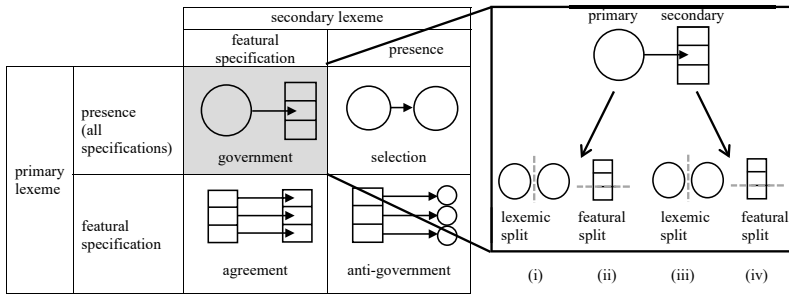 secondary lexeme
featural
specification
presence
primary
lexeme
presence
(all
specifications)
government
selection
featural
specification
agreement
anti-government
primary
secondary
lexemic
split
featural
split
lexemic
split
featural
split
(i)
(ii)
(iii)
(iv)